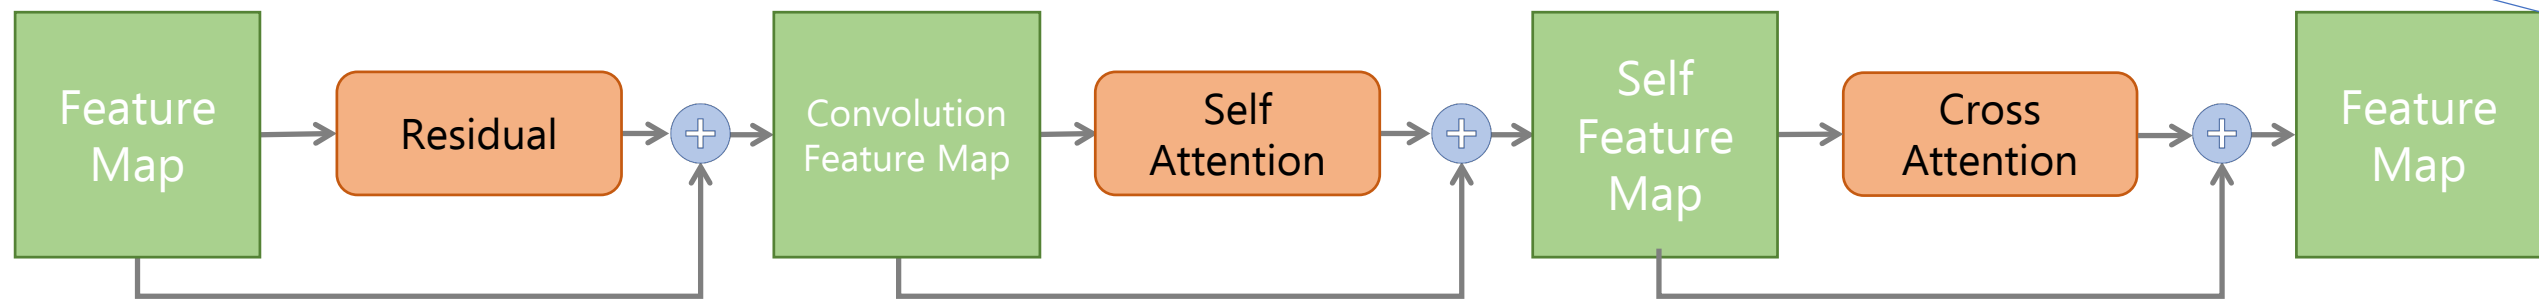 Feature
Map
Residual
Convolution
Feature Map
Self
Attention
Self
Feature
Map
Cross
Attention
Feature
Map